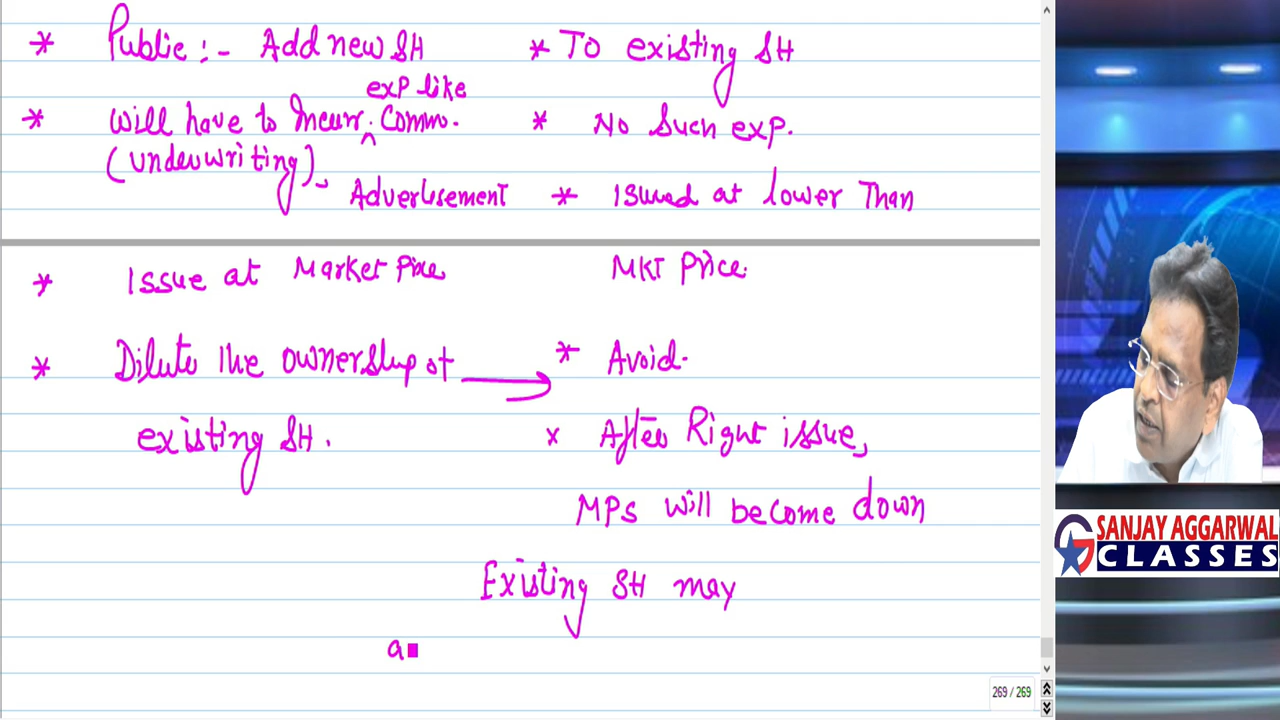 * Public :- Add new SH * To existing SH
exp like
* Will have to Incurr. ^ Commo. * No Such exp.
(underwriting),
Advertisement * Issued at lower Than
* Issue at Market Price MKT Price.
* Dilute the ownership of → * Avoid.
existing SH. x After Right issue,
MPs will become down
Existing SH may
a
269 / 269
SANJAY AGGARWAL
CLASSES